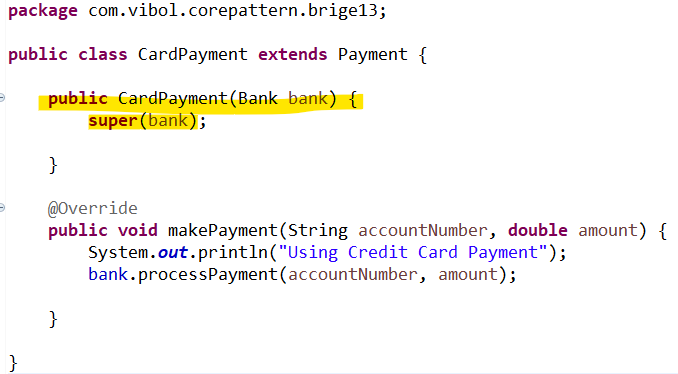 package com.vibol.corepattern.brige13;
public class CardPayment extends Payment {
public CardPayment(Bank bank) {
super(bank);
}
@Override
public void makePayment(String accountNumber, double amount) {
System.out.println("Using Credit Card Payment");
bank.processPayment(accountNumber, amount);
}
}